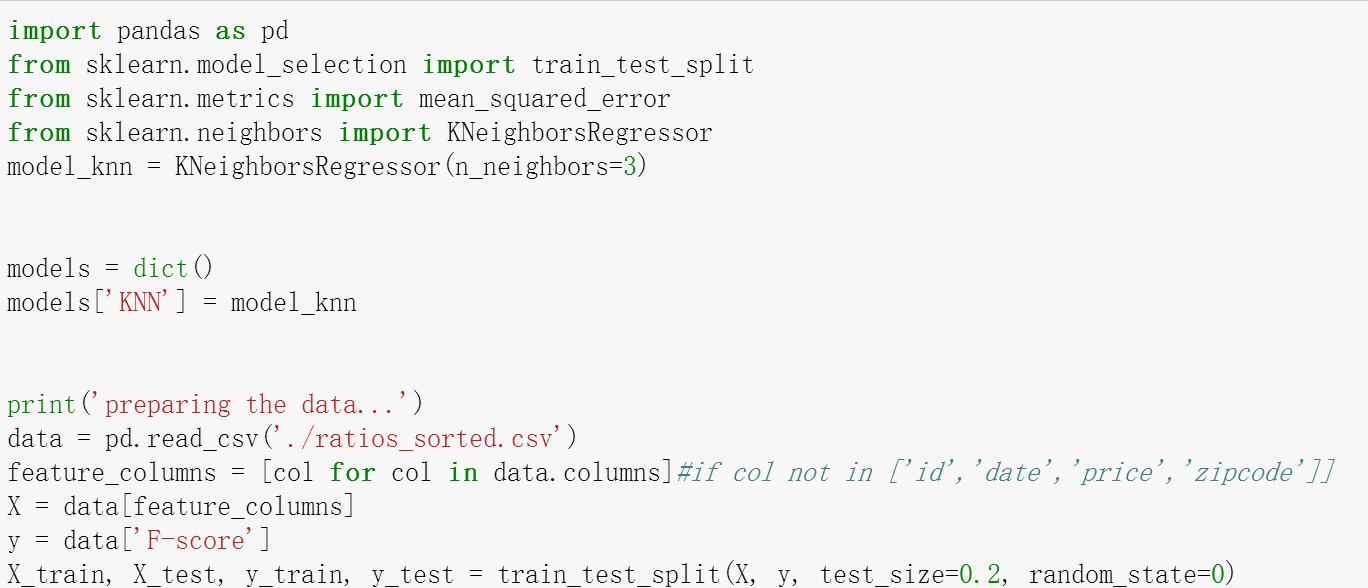 import pandas as pd
from sklearn.model_selection import train_test_split
from sklearn.metrics import mean_squared_error
from sklearn.neighbors import KNeighborsRegressor
model_knn = KNeighborsRegressor(n_neighbors=3)
models = dict()
models['KNN'] = model_knn
print('preparing the data...')
data = pd.read_csv('./ratios_sorted.csv')
feature_columns = [col for col in data.columns]#if col not in ['id','date','price','zipcode']]
X = data[feature_columns]
y = data['F-score']
X_train, X_test, y_train, y_test = train_test_split(X, y, test_size=0.2, random_state=0)